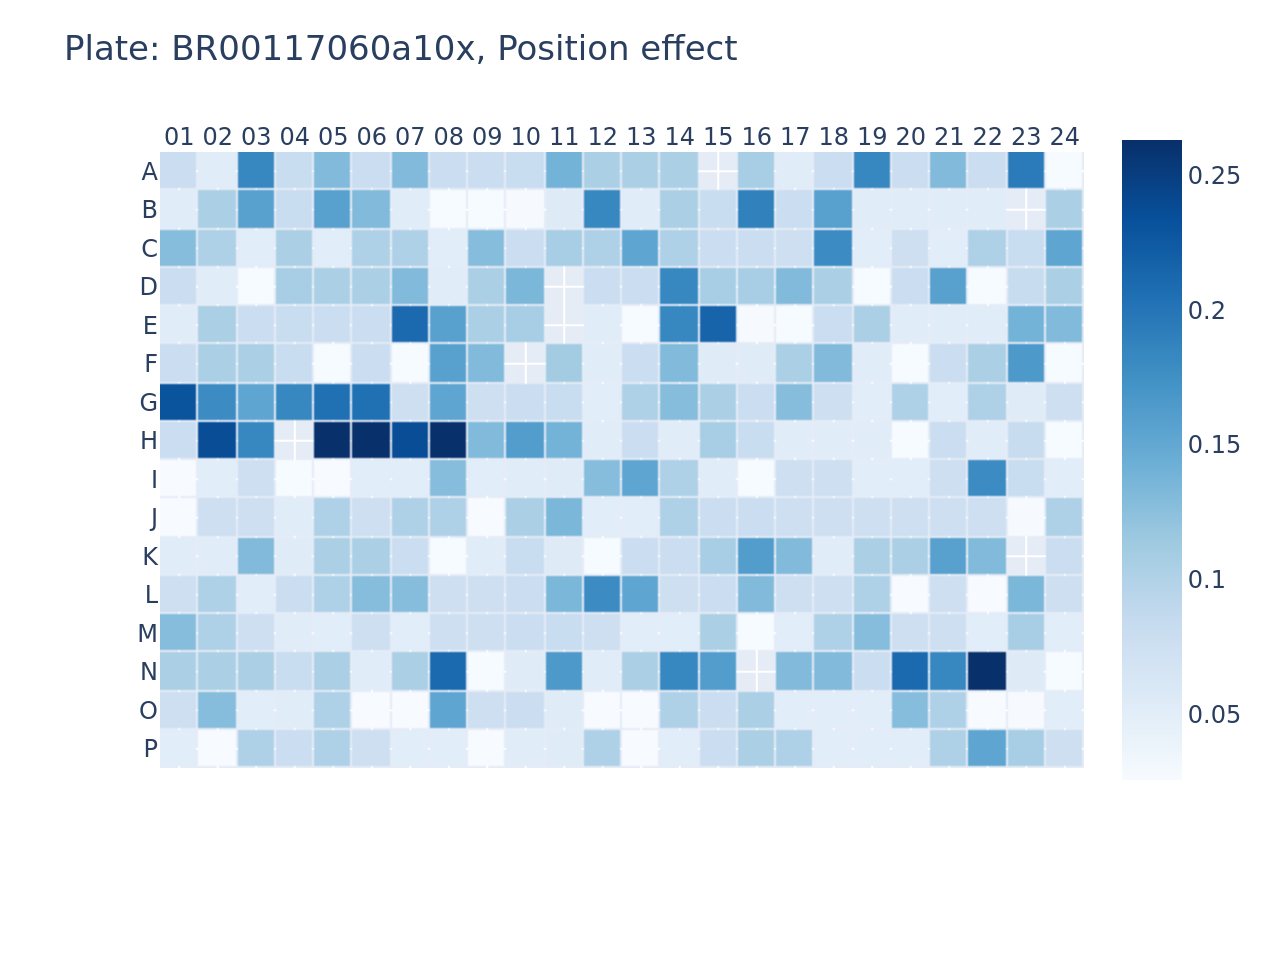 Plate: BR00117060a10x, Position effect
01 02 03 04 05 06 07 08 09 10 11 12 13 14 15 16 17 18 19 20 21 22 23 24
A
B
C
D
E
F
G
H
I
J
K
L
M
N
O
P
0.25
0.2
0.15
0.1
0.05